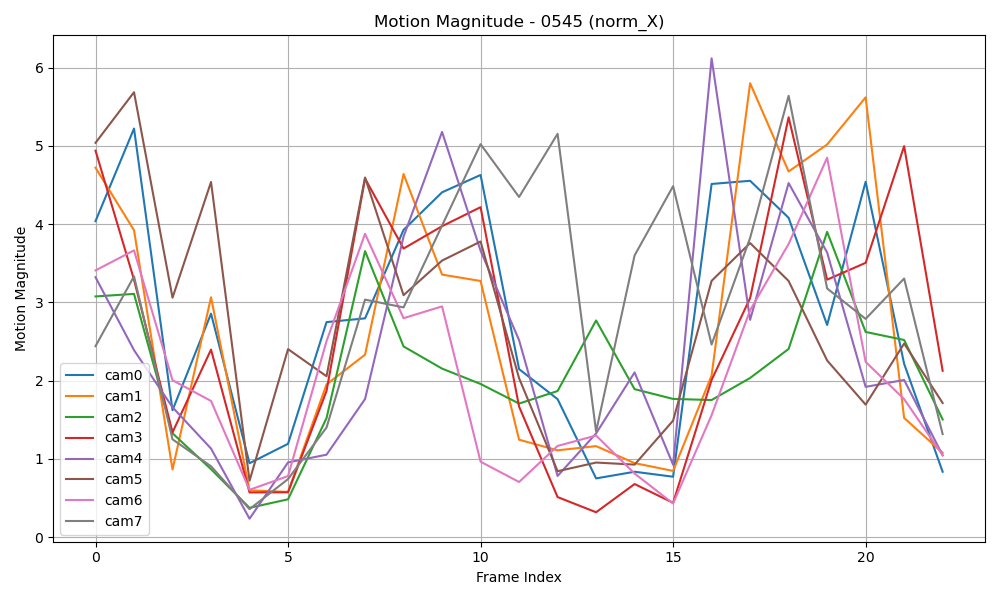 Motion Magnitude - 0545 (norm_X)
Motion Magnitude
6
5
4
3
2
1
0
cam0
cam1
cam2
cam3
cam4
cam5
cam6
cam7
0 5 10 15 20
Frame Index